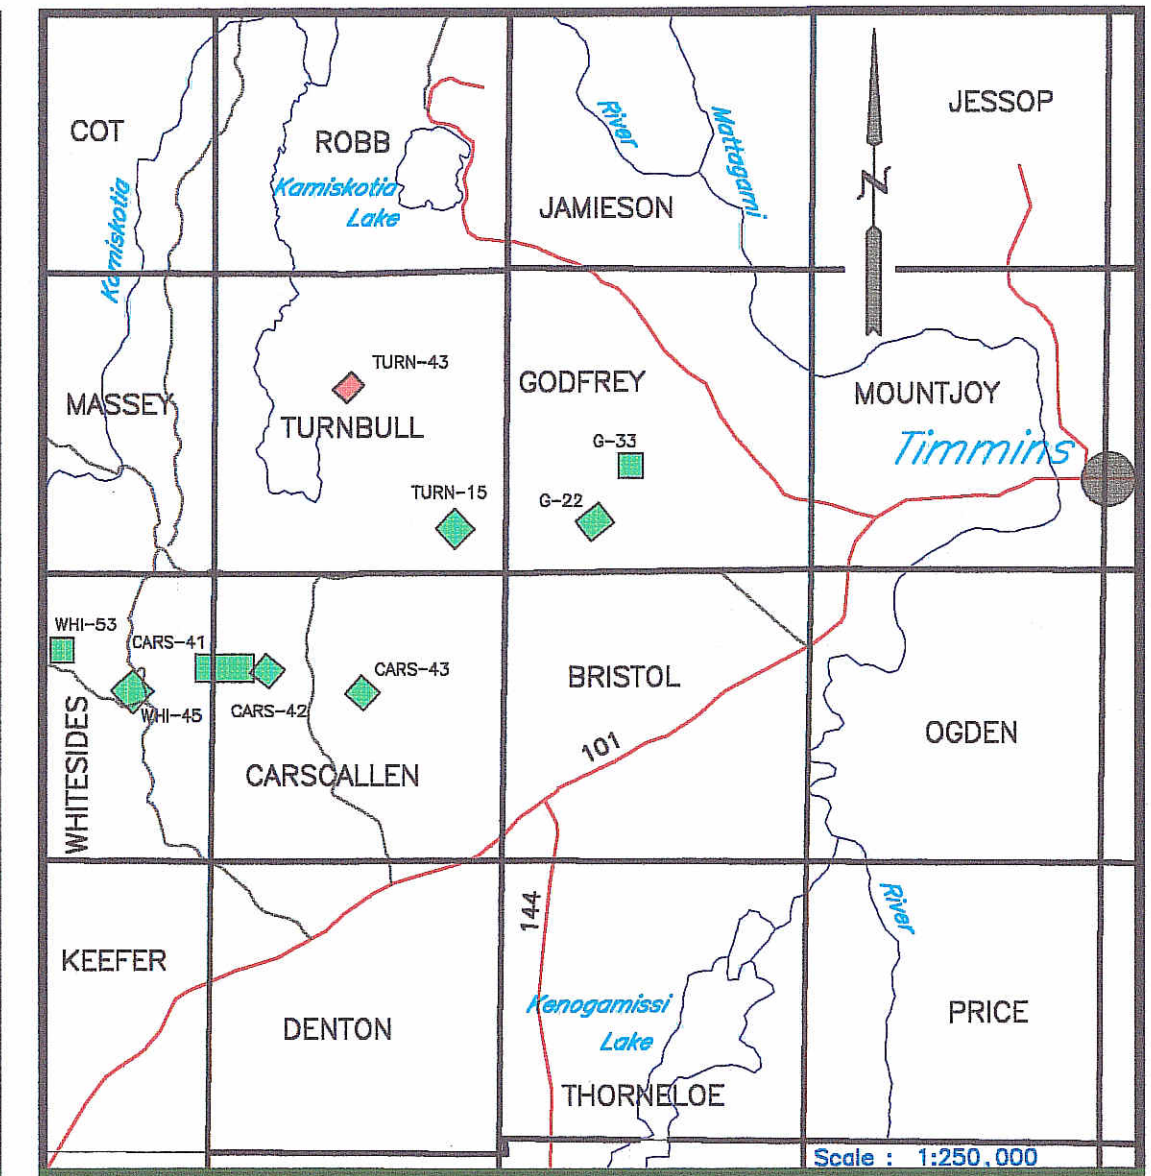 COT
ROBB
JESSOP
Kamiskotia
Kamiskotia
Lake
River
Mattagami
JAMIESON
N
MASSEY
TURN-43
TURNBULL
GODFREY
MOUNTJOY
Timmins
G-33
TURN-15
G-22
WHI-53
CARS-41
CARS-43
BRISTOL
WHI-45
CARS-42
WHITESIDES
OGDEN
101
CARSCALLEN
144
River
KEEFER
Kenogamissi
Lake
DENTON
PRICE
THORNELOE
Scale : 1:250,000